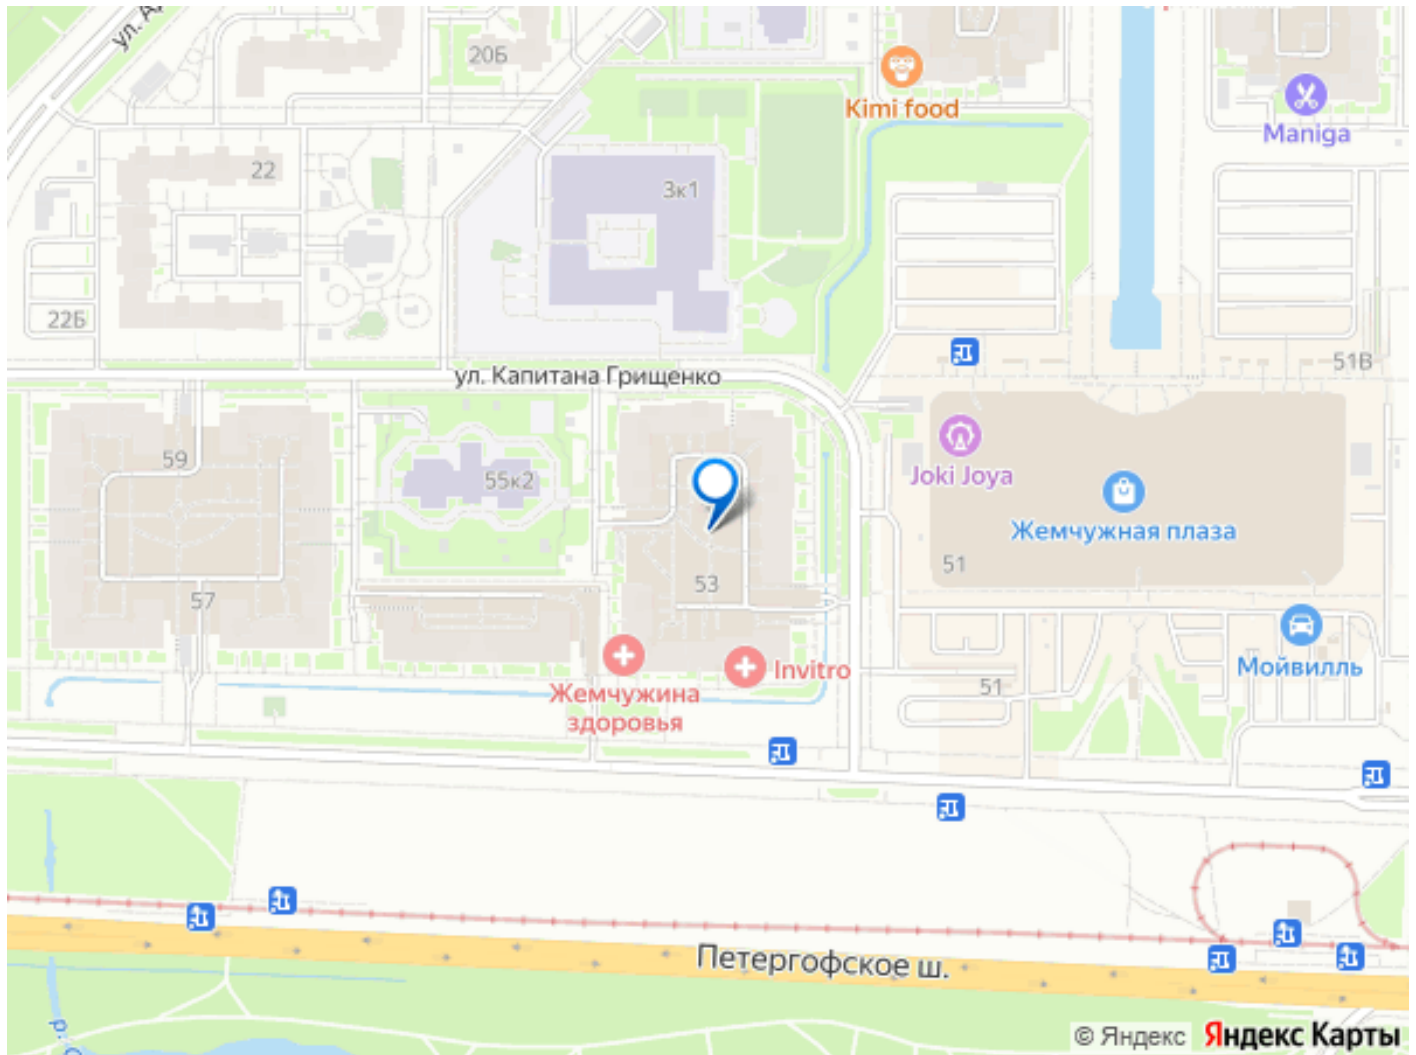 20Б
Kimi food
Maniga
22
3к1
22Б
51В
ул. Капитана Грищенко
59
55к2
Joki Joya
Жемчужная плаза
51
53
57
Invitro
Жемчужина
здоровья
Мойвилль
51
Петергофское ш.
© Яндекс Яндекс Карты